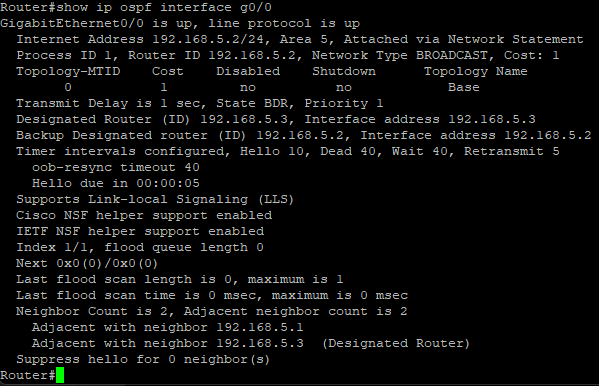 Router#show ip ospf interface g0/0
GigabitEthernet0/0 is up, line protocol is up
  Internet Address 192.168.5.2/24, Area 5, Attached via Network Statement
  Process ID 1, Router ID 192.168.5.2, Network Type BROADCAST, Cost: 1
  Topology-MTID    Cost    Disabled    Shutdown      Topology Name
        0           1         no          no            Base
  Transmit Delay is 1 sec, State BDR, Priority 1
  Designated Router (ID) 192.168.5.3, Interface address 192.168.5.3
  Backup Designated router (ID) 192.168.5.2, Interface address 192.168.5.2
  Timer intervals configured, Hello 10, Dead 40, Wait 40, Retransmit 5
    oob-resync timeout 40
    Hello due in 00:00:05
  Supports Link-local Signaling (LLS)
  Cisco NSF helper support enabled
  IETF NSF helper support enabled
  Index 1/1, flood queue length 0
  Next 0x0(0)/0x0(0)
  Last flood scan length is 0, maximum is 1
  Last flood scan time is 0 msec, maximum is 0 msec
  Neighbor Count is 2, Adjacent neighbor count is 2
    Adjacent with neighbor 192.168.5.1
    Adjacent with neighbor 192.168.5.3  (Designated Router)
  Suppress hello for 0 neighbor(s)
Router#